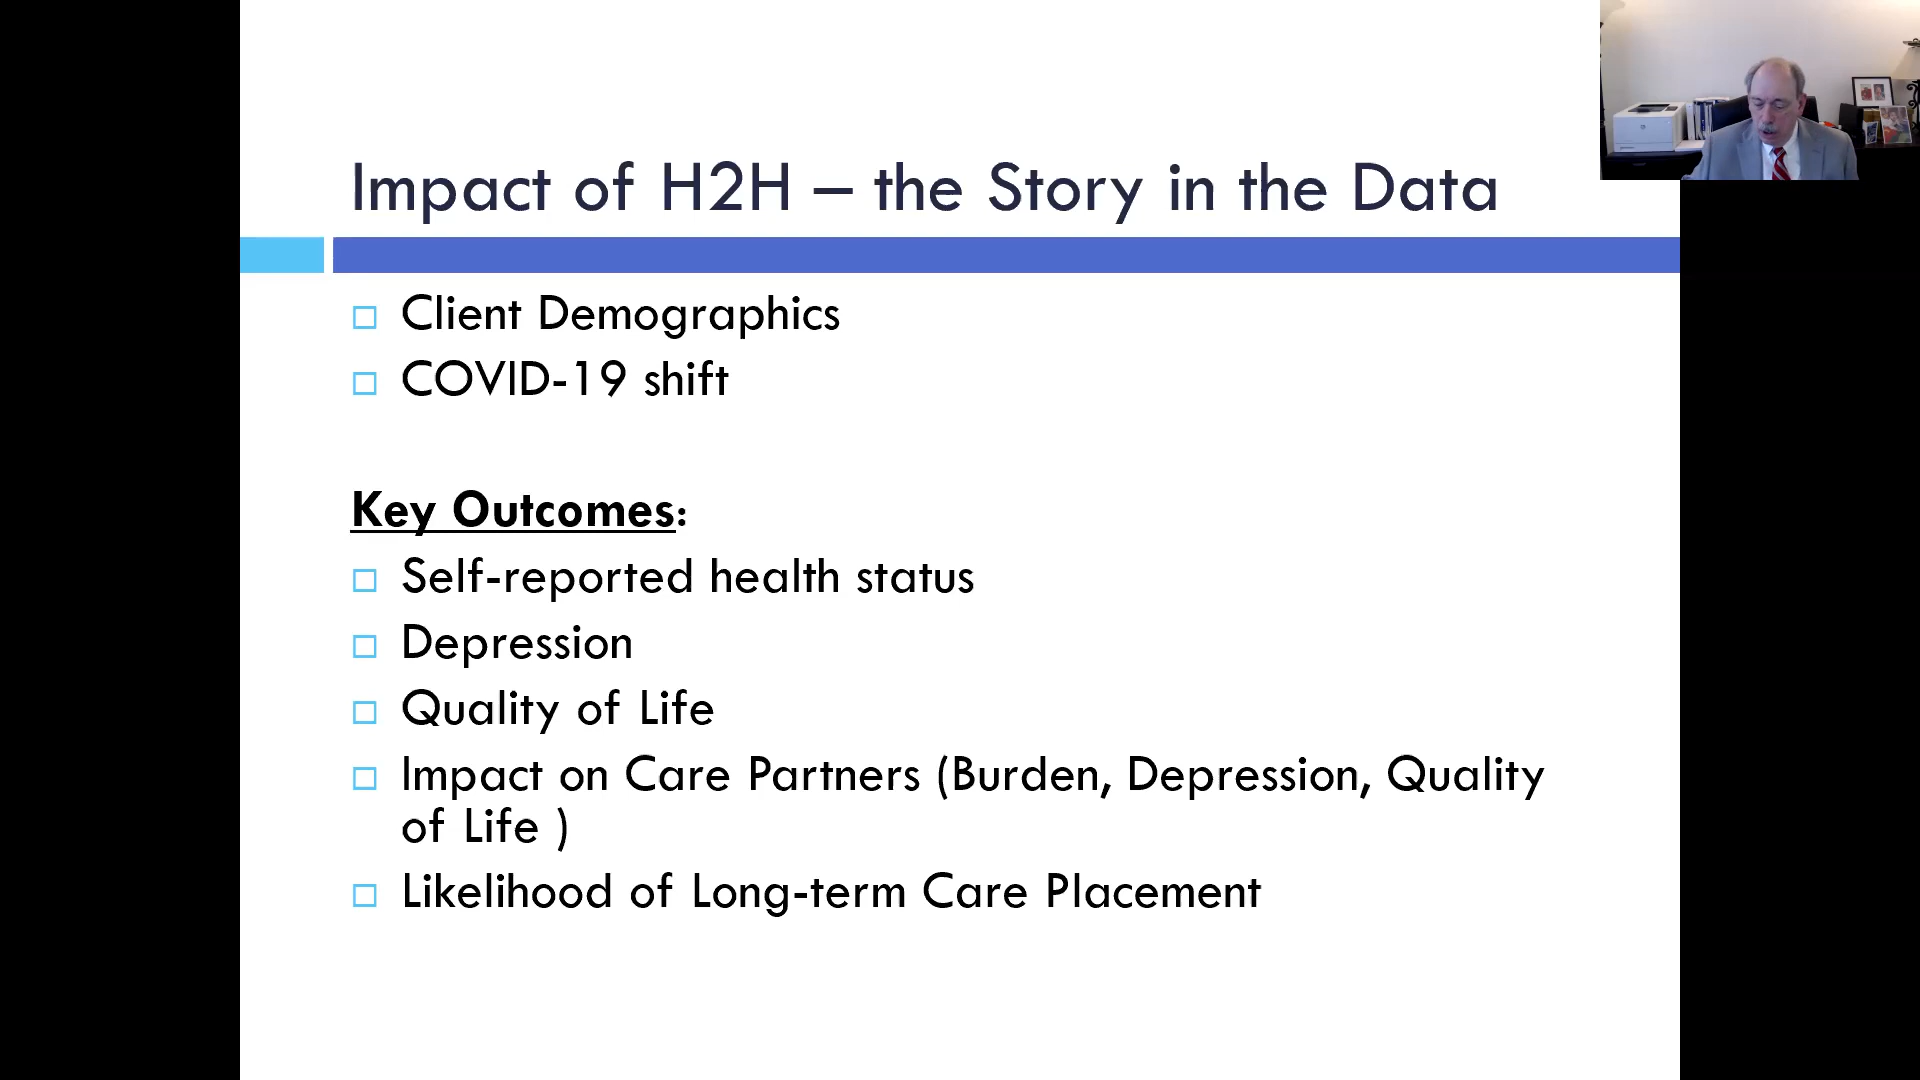 Impact of H2H – the Story in the Data
Client Demographics
COVID-19 shift
Key Outcomes:
Self-reported health status
Depression
Quality of Life
Impact on Care Partners (Burden, Depression, Quality
of Life )
Likelihood of Long-term Care Placement